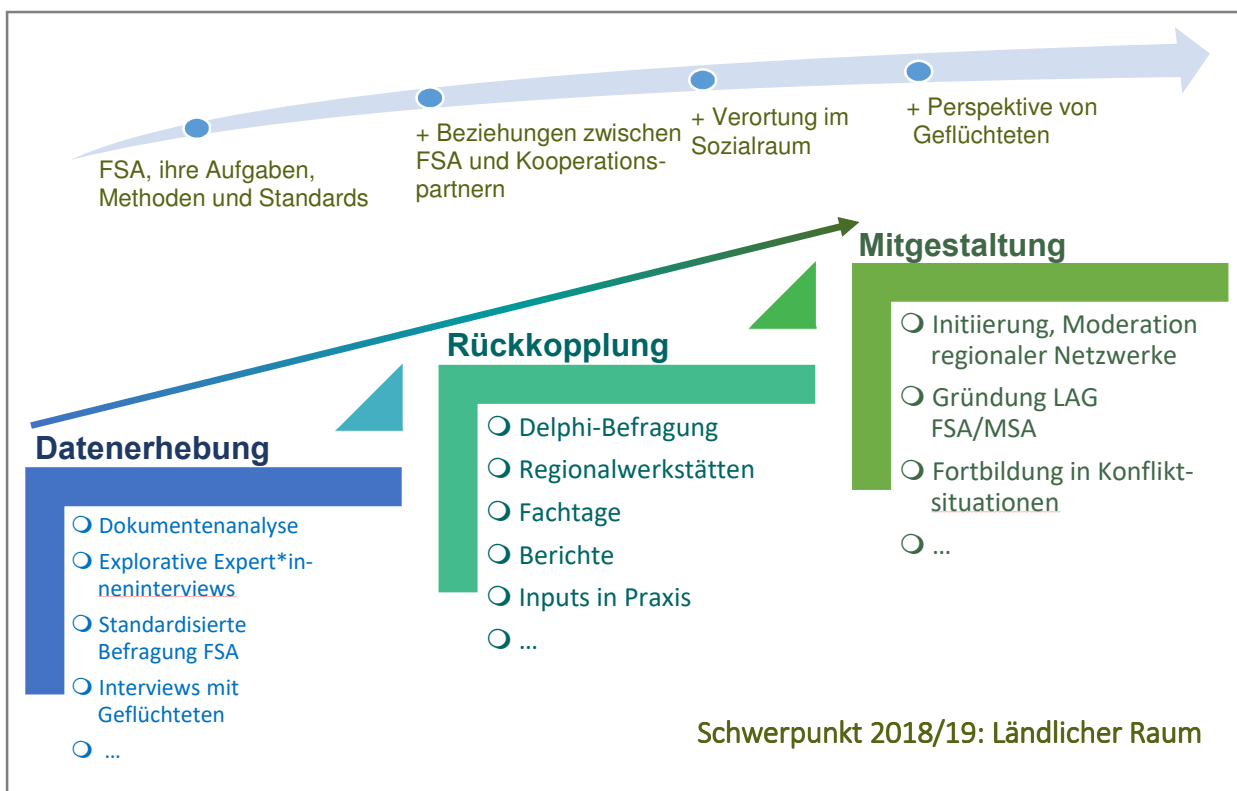 FSA, ihre Aufgaben,
Methoden und Standards
+ Beziehungen zwischen
FSA und Kooperations-
partnern
+ Verortung im
Sozialraum
+ Perspektive von
Geflüchteten
Datenerhebung
Dokumentenanalyse
Explorative Expert*in-
neninterviews
Standardisierte
Befragung FSA
Interviews mit
Geflüchteten
...
Rückkopplung
Delphi-Befragung
Regionalwerkstätten
Fachtage
Berichte
Inputs in Praxis
...
Mitgestaltung
Initiierung, Moderation
regionaler Netzwerke
Gründung LAG
FSA/MSA
Fortbildung in Konflikt-
situationen
...
Schwerpunkt 2018/19: Ländlicher Raum